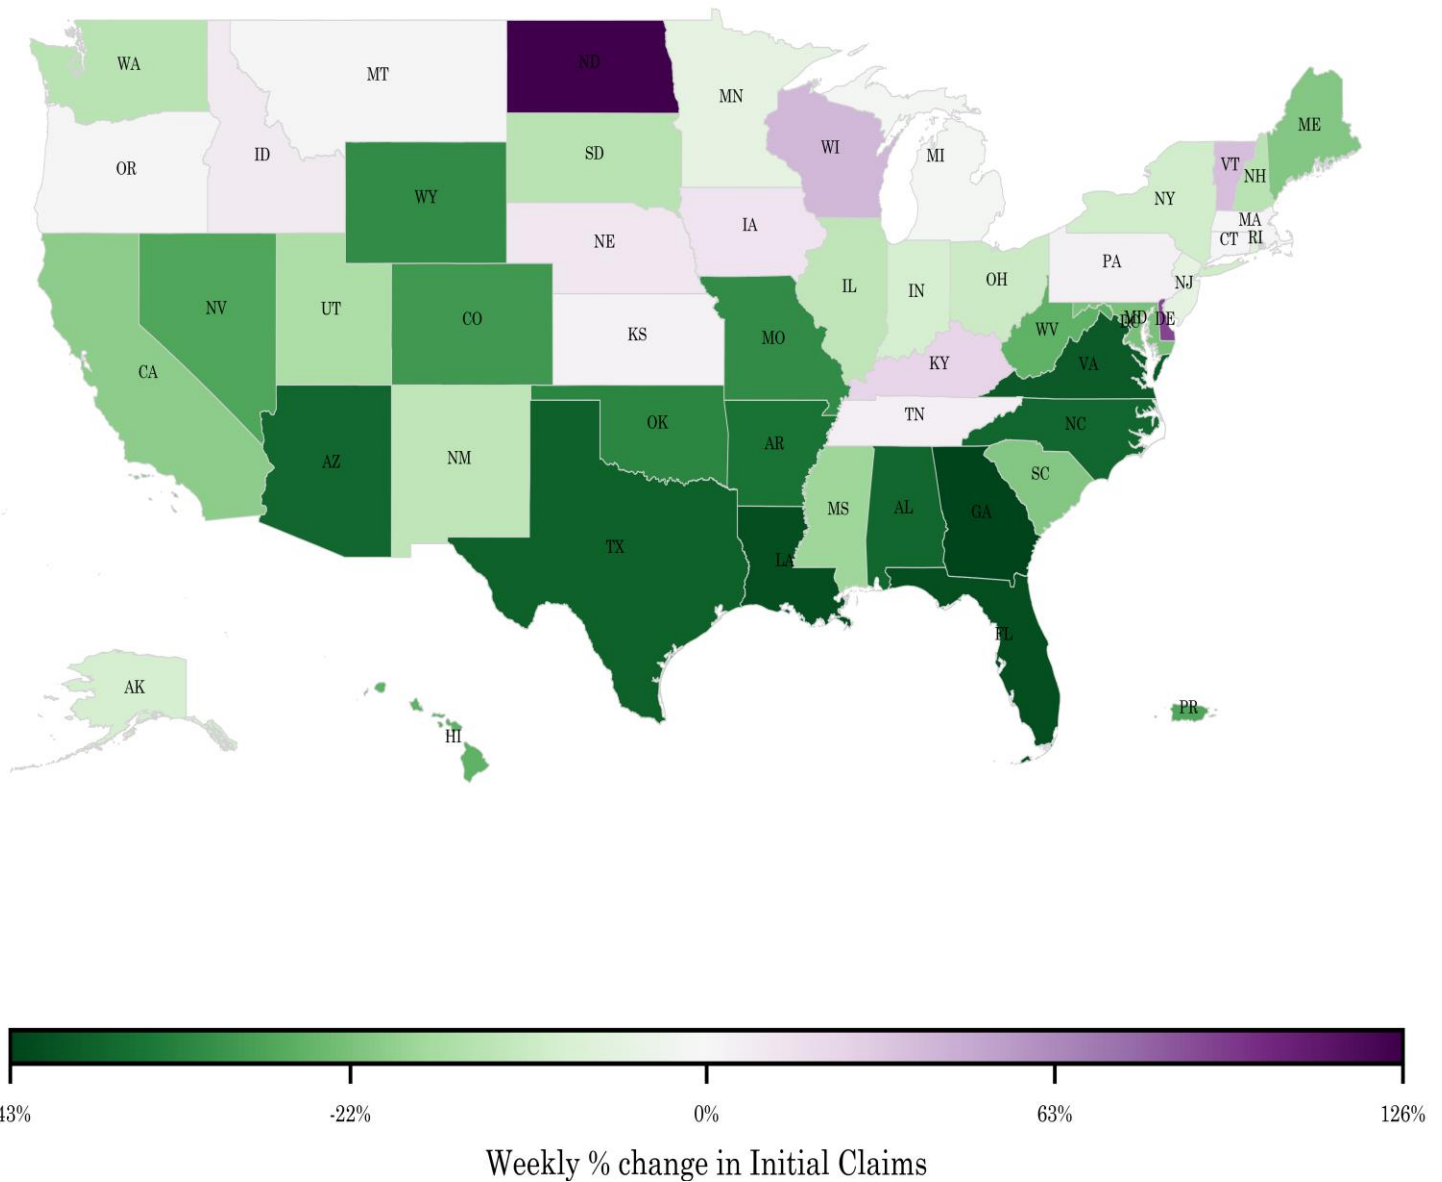 WA
MT
ND
MN
ME
OR
ID
SD
WI
MI
VT
NH
WY
NY
IA
MA
NE
CT RI
PA
NV
UT
CO
KS
IL
IN
OH
NJ
MO
WV
DC
MD
DE
CA
KY
VA
TN
OK
AR
NC
AZ
NM
SC
MS
AL
GA
TX
LA
FL
AK
HI
PR
43% -22% 0% 63% 126%
Weekly % change in Initial Claims